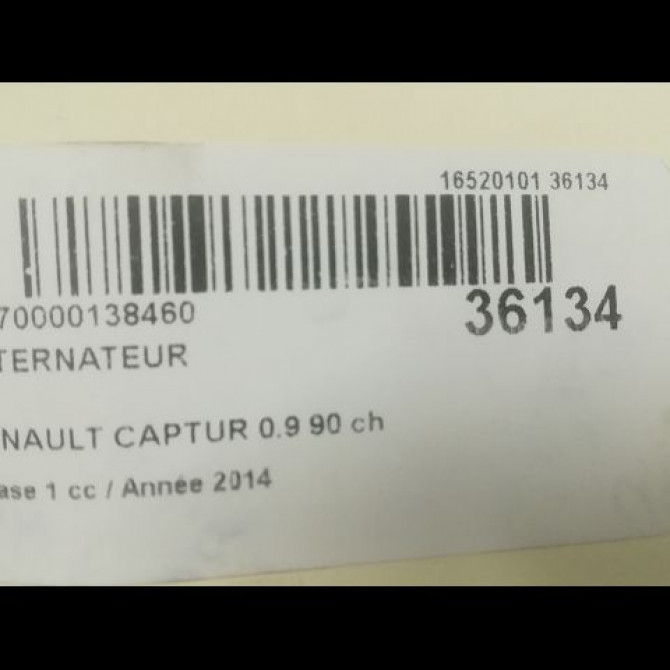 16520101 36134
70000138460
36134
TERNATEUR
NAULT CAPTUR 0.9 90 ch
ase 1 cc / Année 2014